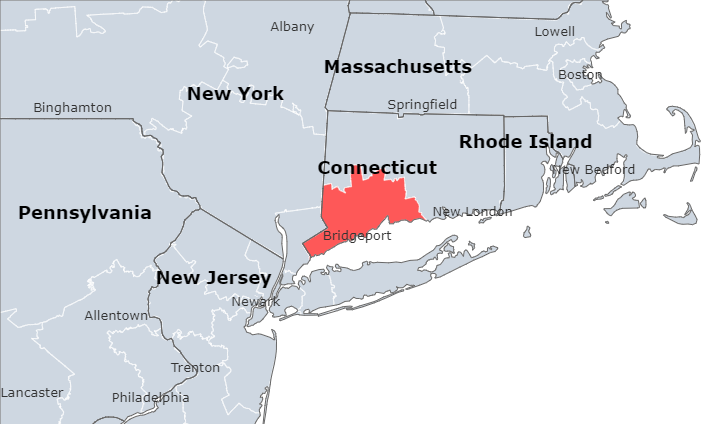 Albany
Lowell
Massachusetts
Boston
New York
Springfield
Binghamton
Rhode Island
Connecticut
New Bedford
Pennsylvania
New London
Bridgeport
New Jersey
Newark
Allentown
Trenton
Lancaster
Philadelphia